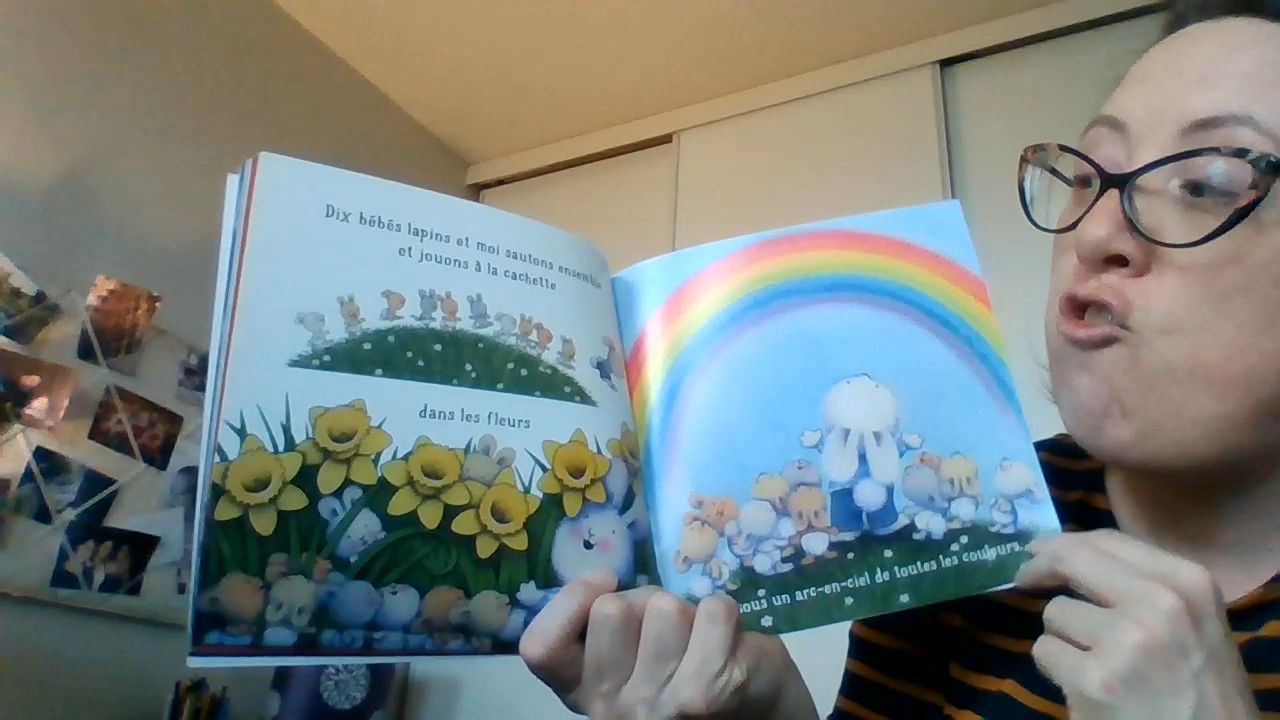 Dix bébés lapins et moi sautons ensemble
et jouons à la cachette
dans les fleurs
sous un arc-en-ciel de toutes les couleurs...